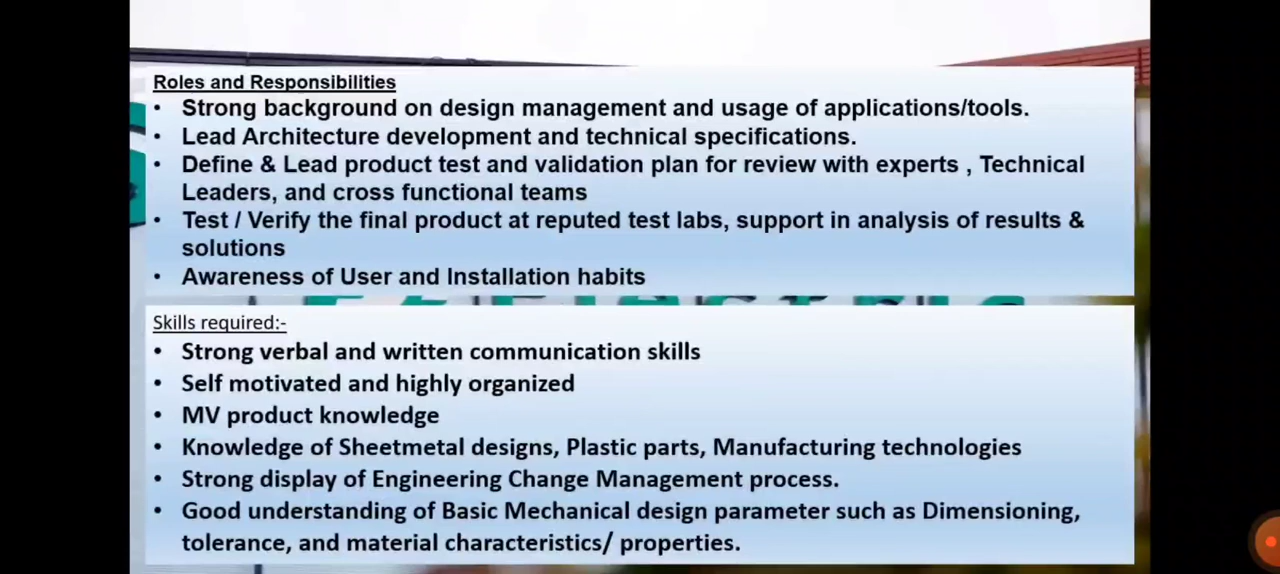 Roles and Responsibilities
• Strong background on design management and usage of applications/tools.
• Lead Architecture development and technical specifications.
• Define & Lead product test and validation plan for review with experts , Technical
Leaders, and cross functional teams
• Test / Verify the final product at reputed test labs, support in analysis of results &
solutions
• Awareness of User and Installation habits
Skills required:-
• Strong verbal and written communication skills
• Self motivated and highly organized
• MV product knowledge
• Knowledge of Sheetmetal designs, Plastic parts, Manufacturing technologies
• Strong display of Engineering Change Management process.
• Good understanding of Basic Mechanical design parameter such as Dimensioning,
tolerance, and material characteristics/ properties.